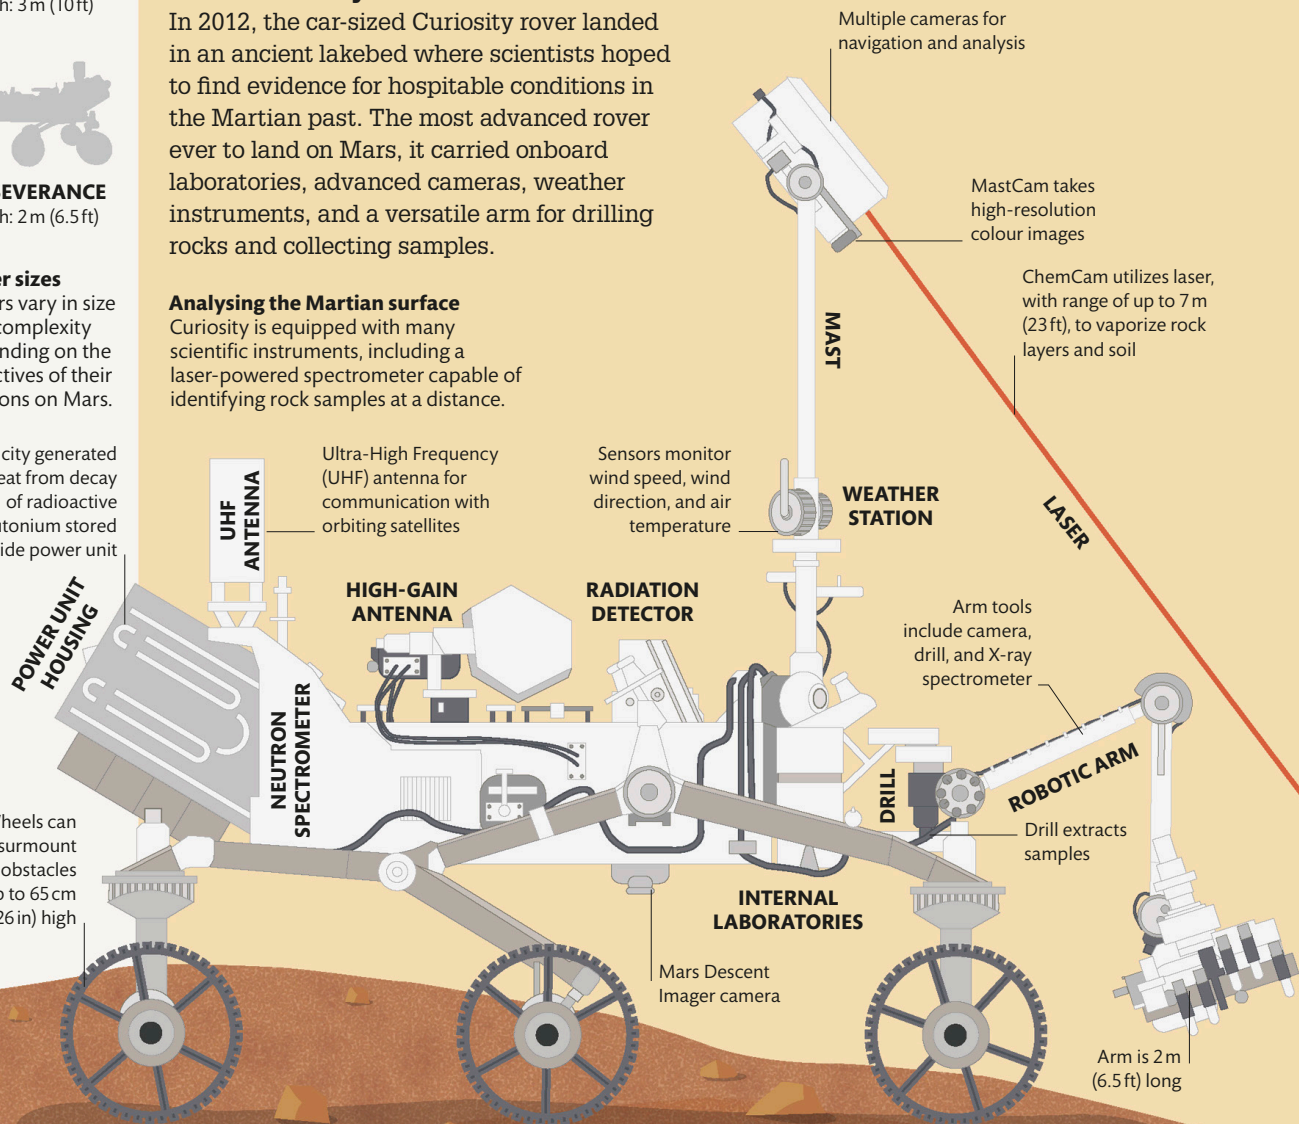 h: 3 m (10 ft)
EVERANCE
h: 2 m (6.5 ft)
er sizes
rs vary in size
complexity
nding on the
ctives of their
ons on Mars.
In 2012, the car-sized Curiosity rover landed
in an ancient lakebed where scientists hoped
to find evidence for hospitable conditions in
the Martian past. The most advanced rover
ever to land on Mars, it carried onboard
laboratories, advanced cameras, weather
instruments, and a versatile arm for drilling
rocks and collecting samples.
Analysing the Martian surface
Curiosity is equipped with many
scientific instruments, including a
laser-powered spectrometer capable of
identifying rock samples at a distance.
Multiple cameras for
navigation and analysis
MastCam takes
high-resolution
colour images
ChemCam utilizes laser,
with range of up to 7 m
(23 ft), to vaporize rock
layers and soil
MAST
LASER
city generated
eat from decay
of radioactive
utonium stored
ide power unit
POWER UNIT
HOUSING
UHF
ANTENNA
Ultra-High Frequency
(UHF) antenna for
communication with
orbiting satellites
Sensors monitor
wind speed, wind
direction, and air
temperature
WEATHER
STATION
HIGH-GAIN
ANTENNA
RADIATION
DETECTOR
Arm tools
include camera,
drill, and X-ray
spectrometer
NEUTRON
SPECTROMETER
DRILL
ROBOTIC ARM
Drill extracts
samples
heels can
surmount
obstacles
p to 65 cm
26 in) high
INTERNAL
LABORATORIES
Mars Descent
Imager camera
Arm is 2 m
(6.5 ft) long